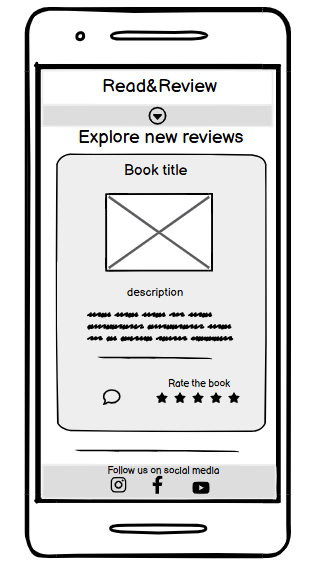 Read&Review
Explore new reviews
Book title
description
Rate the book
Follow us on social media